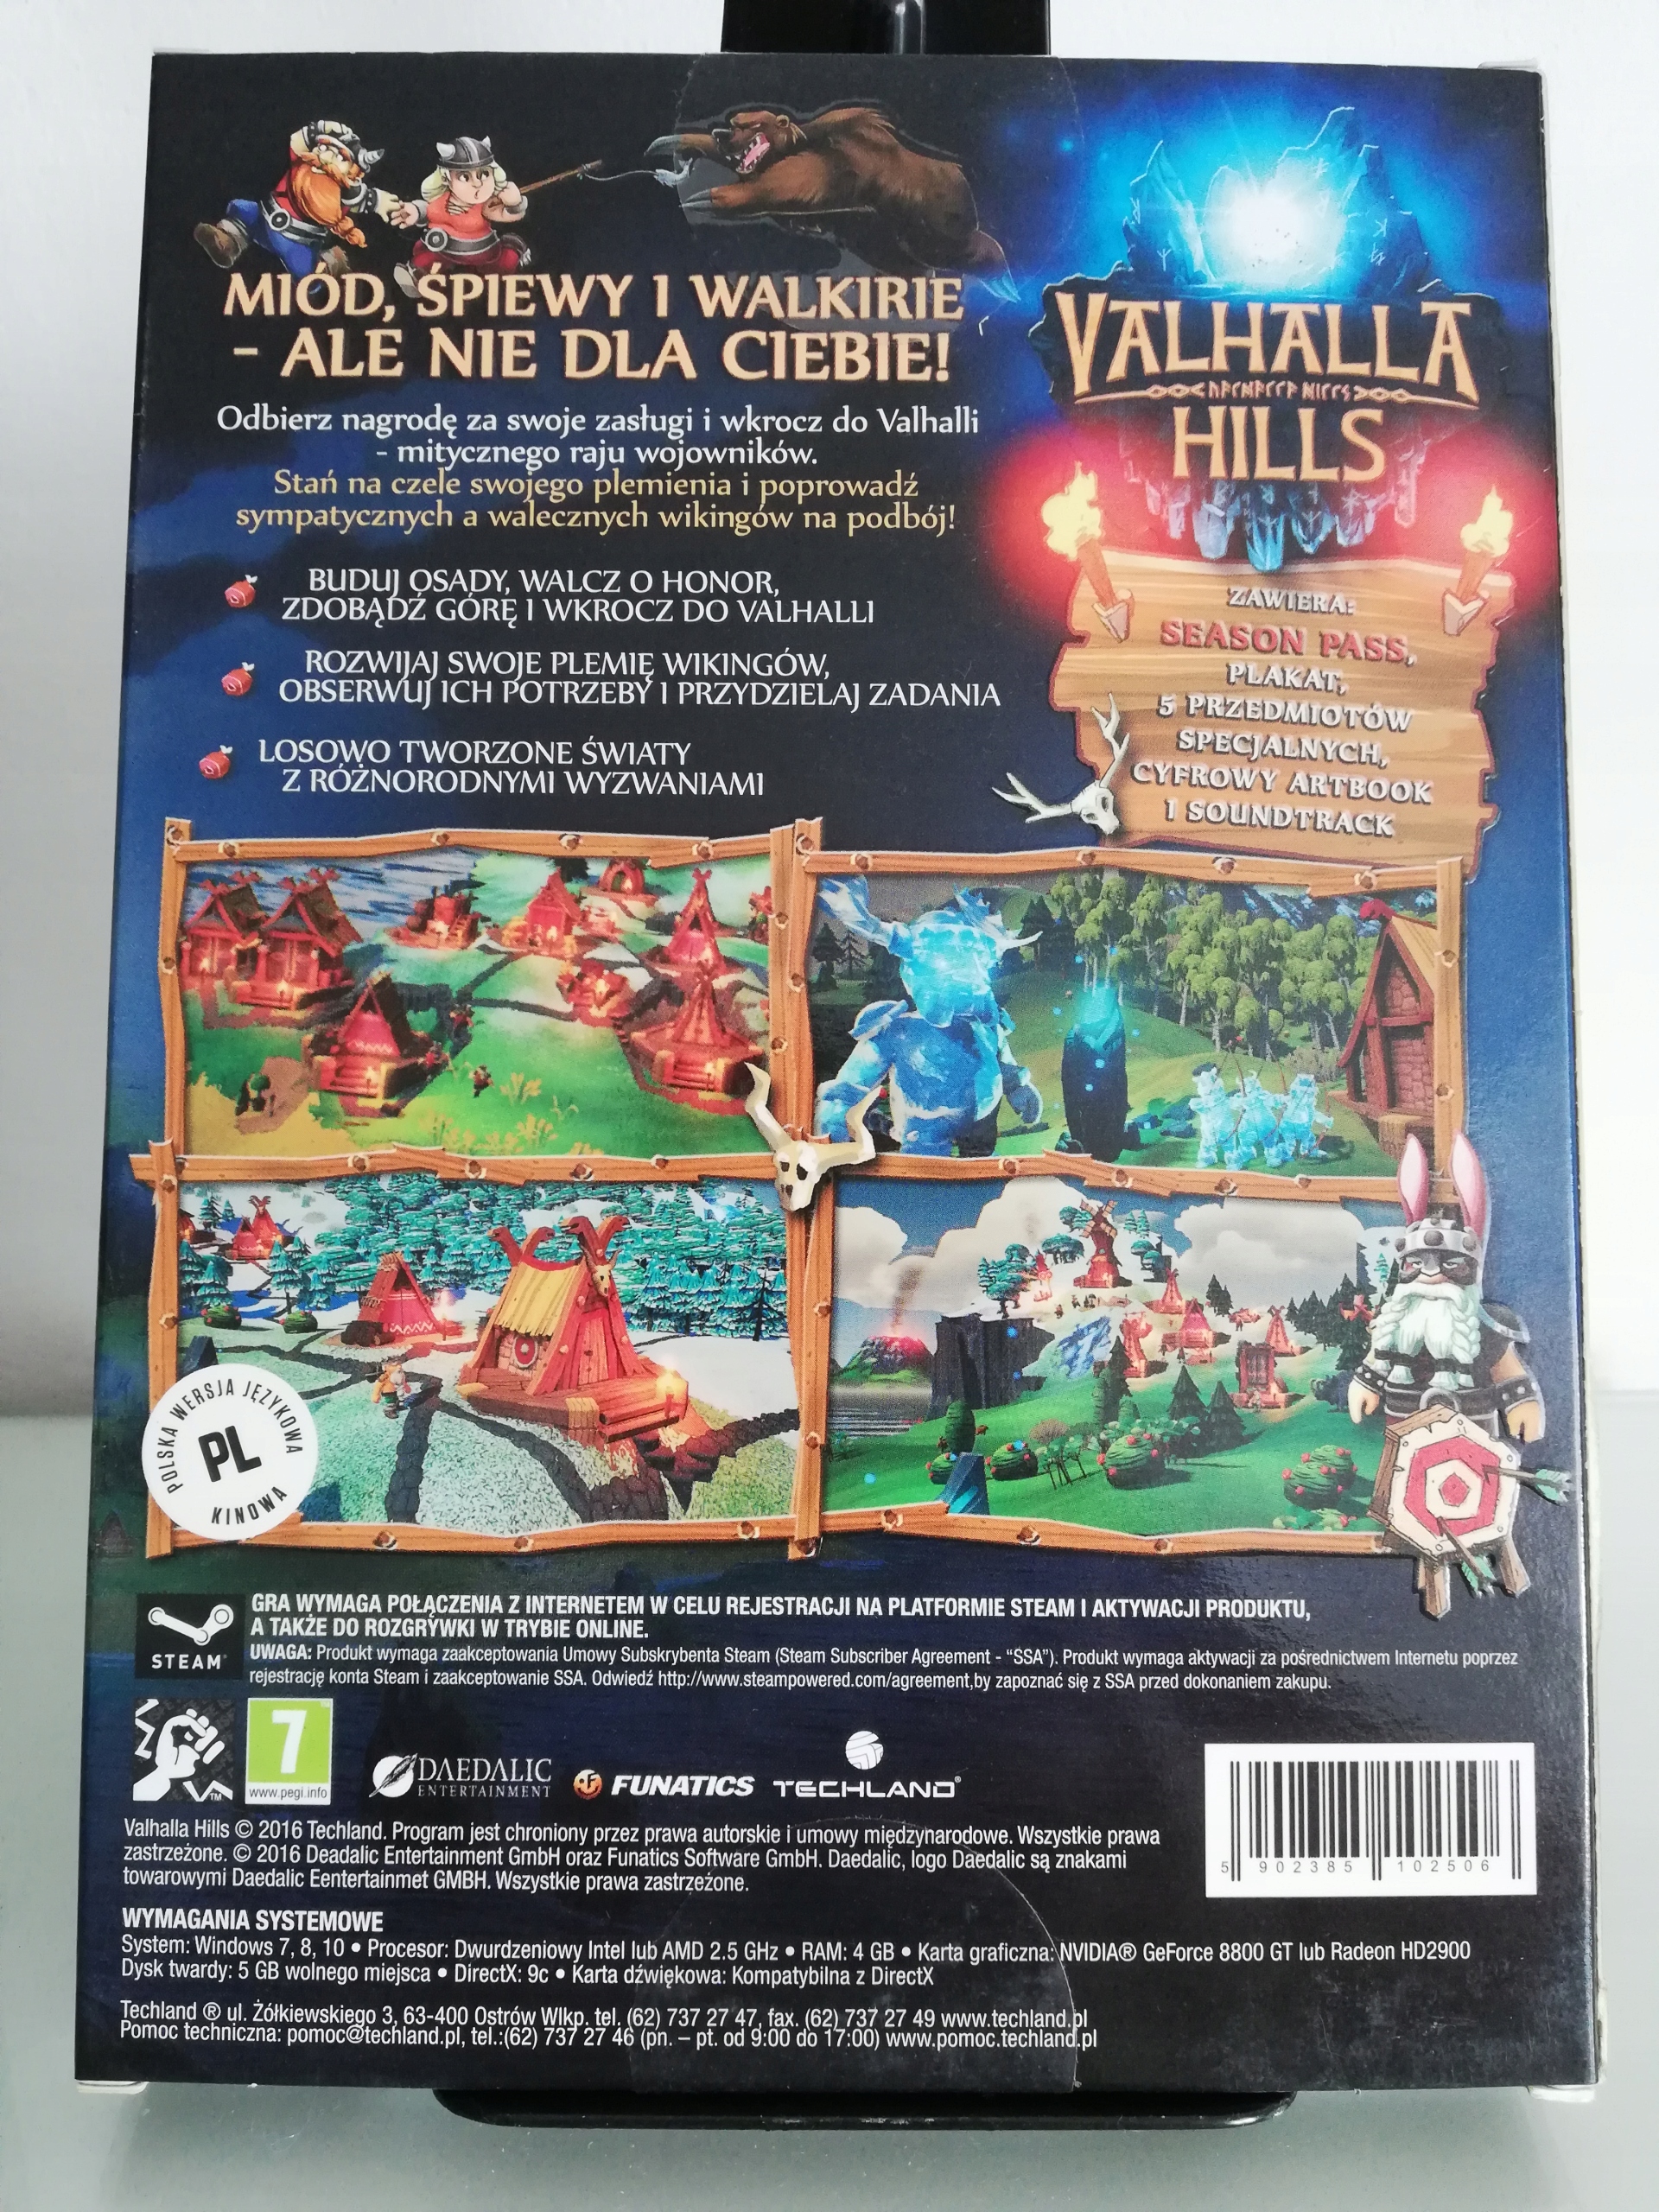 MIÓD, ŚPIEWY I WALKIRIE
- ALE NIE DLA CIEBIE!
Odbierz nagrodę za swoje zasługi i wkrocz do Valhalli
- mitycznego raju wojowników.
Stań na czele swojego plemienia i poprowadź
sympatycznych a walecznych wikingów na podbój!
BUDUJ OSADY, WALCZ O HONOR,
ZDOBĄDŹ GÓRĘ I WKROCZ DO VALHALLI
ROZWIJAJ SWOJE PLEMIĘ WIKINGÓW,
OBSERWUJ ICH POTRZEBY I PRZYDZIELAJ ZADANIA
LOSOWO TWORZONE ŚWIATY
Z RÓŻNORODNYMI WYZWANIAMI
VALHALLA
HILLS
ZAWIERA:
SEASON PASS,
PLAKAT,
5 PRZEDMIOTÓW
SPECJALNYCH,
CYFROWY ARTBOOK
I SOUNDTRACK
POLSKA WERSJA JĘZYKOWA
PL
KINOWA
STEAM
GRA WYMAGA POŁĄCZENIA Z INTERNETEM W CELU REJESTRACJI NA PLATFORMIE STEAM I AKTYWACJI PRODUKTU,
A TAKŻE DO ROZGRYWKI W TRYBIE ONLINE.
UWAGA: Produkt wymaga zaakceptowania Umowy Subskrybenta Steam (Steam Subscriber Agreement - “SSA”). Produkt wymaga aktywacji za pośrednictwem Internetu poprzez
rejestrację konta Steam i zaakceptowanie SSA. Odwiedź http://www.steampowered.com/agreement,by zapoznać się z SSA przed dokonaniem zakupu.
TM
7
www.pegi.info
DAEDALIC
ENTERTAINMENT
FUNATICS
TECHLAND®
Valhalla Hills © 2016 Techland. Program jest chroniony przez prawa autorskie i umowy międzynarodowe. Wszystkie prawa
zastrzeżone. © 2016 Deadalic Entertainment GmbH oraz Funatics Software GmbH. Daedalic, logo Daedalic są znakami
towarowymi Daedalic Eentertainmet GMBH. Wszystkie prawa zastrzeżone.
5 902385 102506
WYMAGANIA SYSTEMOWE
System: Windows 7, 8, 10 • Procesor: Dwurdzeniowy Intel lub AMD 2.5 GHz • RAM: 4 GB • Karta graficzna: NVIDIA® GeForce 8800 GT lub Radeon HD2900
Dysk twardy: 5 GB wolnego miejsca • DirectX: 9c • Karta dźwiękowa: Kompatybilna z DirectX
Techland ® ul. Żółkiewskiego 3, 63-400 Ostrów Wlkp. tel. (62) 737 27 47, fax. (62) 737 27 49 www.techland.pl
Pomoc techniczna: pomoc@techland.pl, tel.:(62) 737 27 46 (pn. – pt. od 9:00 do 17:00) www.pomoc.techland.pl